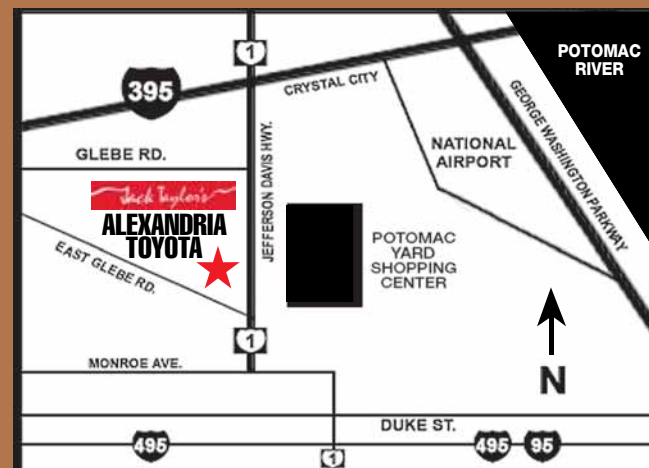 1
POTOMAC
RIVER
395
CRYSTAL CITY
GEORGE WASHINGTON PARKWAY
GLEBE RD.
NATIONAL
AIRPORT
JEFFERSON DAVIS HWY.
Jack Taylor's
ALEXANDRIA
TOYOTA
EAST GLEBE RD.
POTOMAC
YARD
SHOPPING
CENTER
1
MONROE AVE.
N
DUKE ST.
495
1
495
95